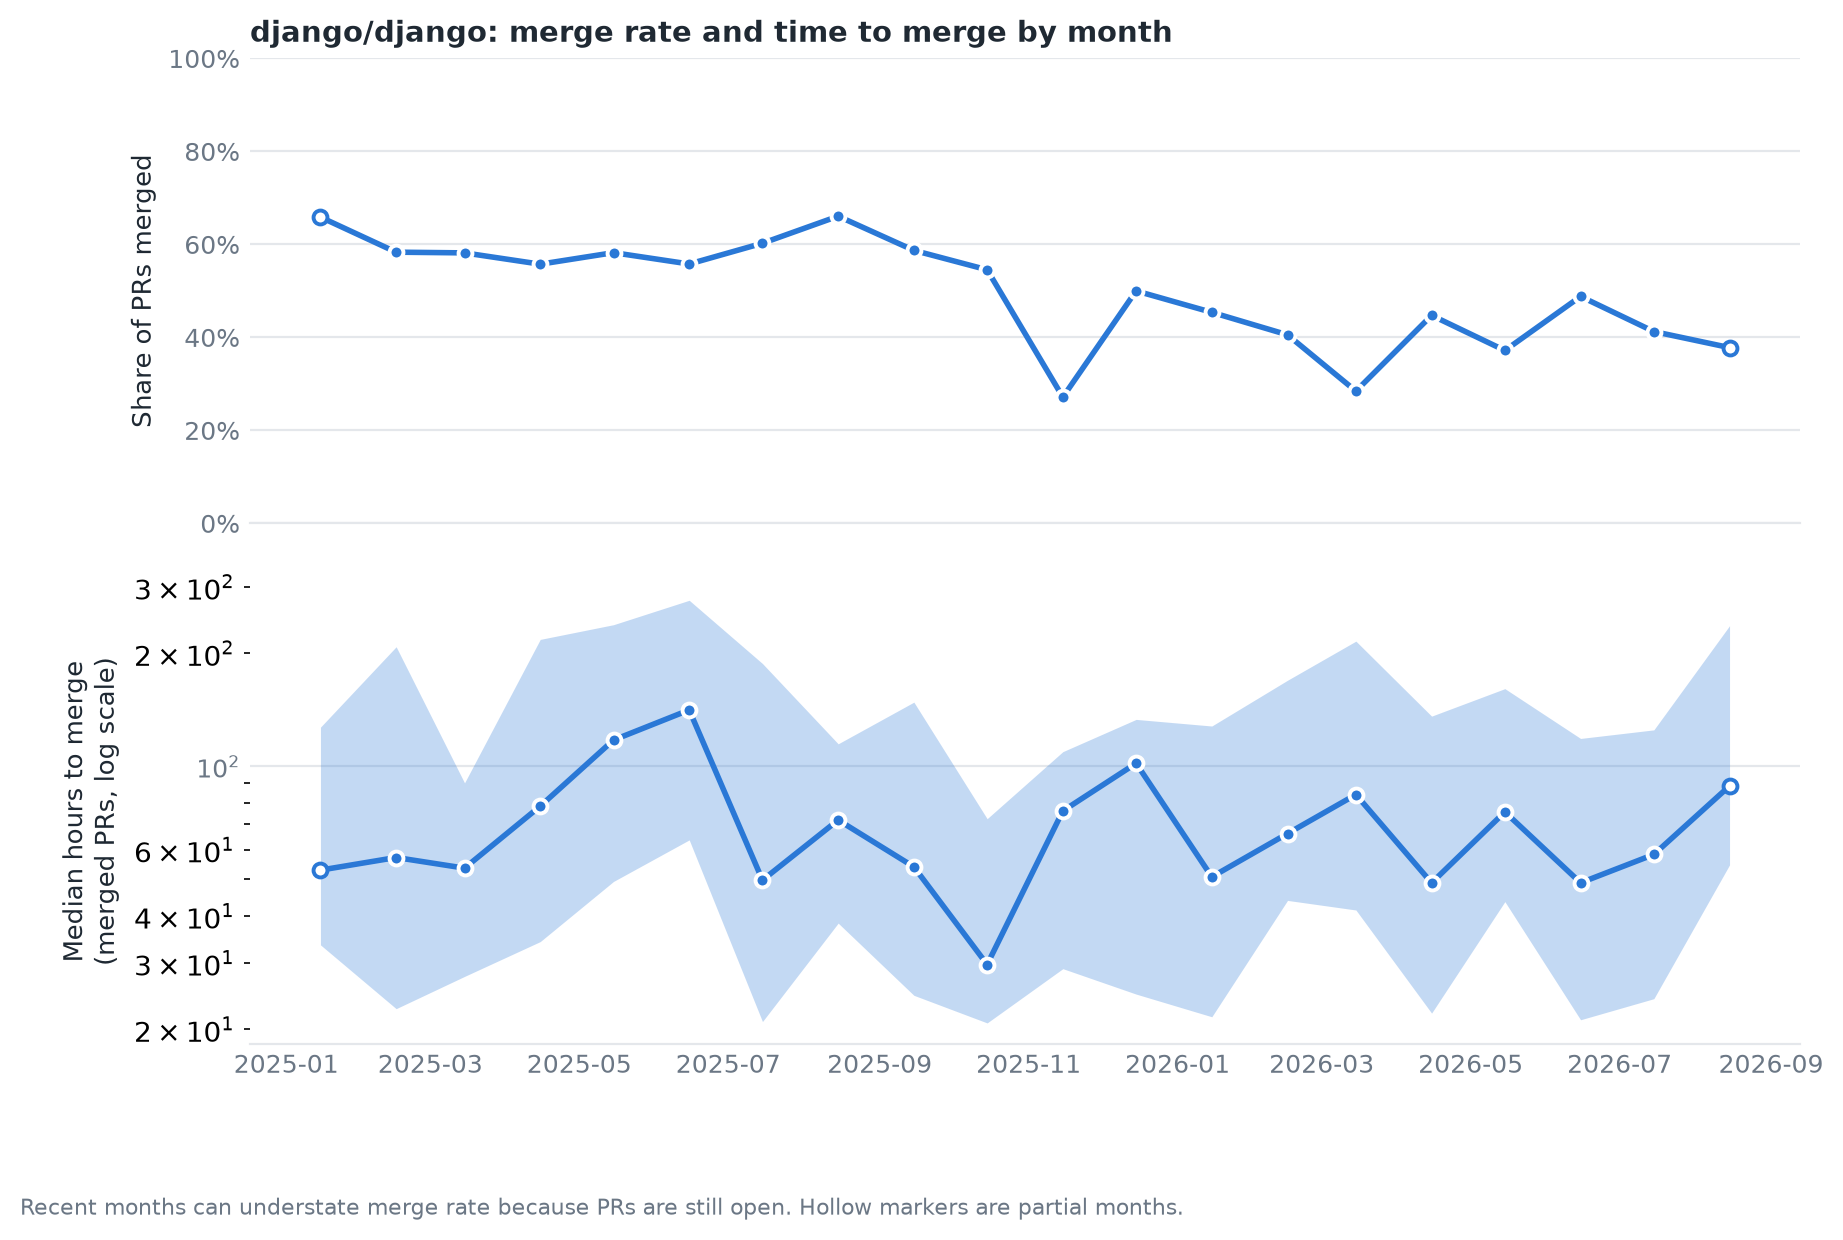 django/django: merge rate and time to merge by month
100%
80%
60%
40%
20%
0%
Share of PRs merged
3 × 10²
2 × 10²
10²
6 × 10¹
4 × 10¹
3 × 10¹
2 × 10¹
Median hours to merge
(merged PRs, log scale)
2025-01 2025-03 2025-05 2025-07 2025-09 2025-11 2026-01 2026-03 2026-05 2026-07 2026-09
Recent months can understate merge rate because PRs are still open. Hollow markers are partial months.